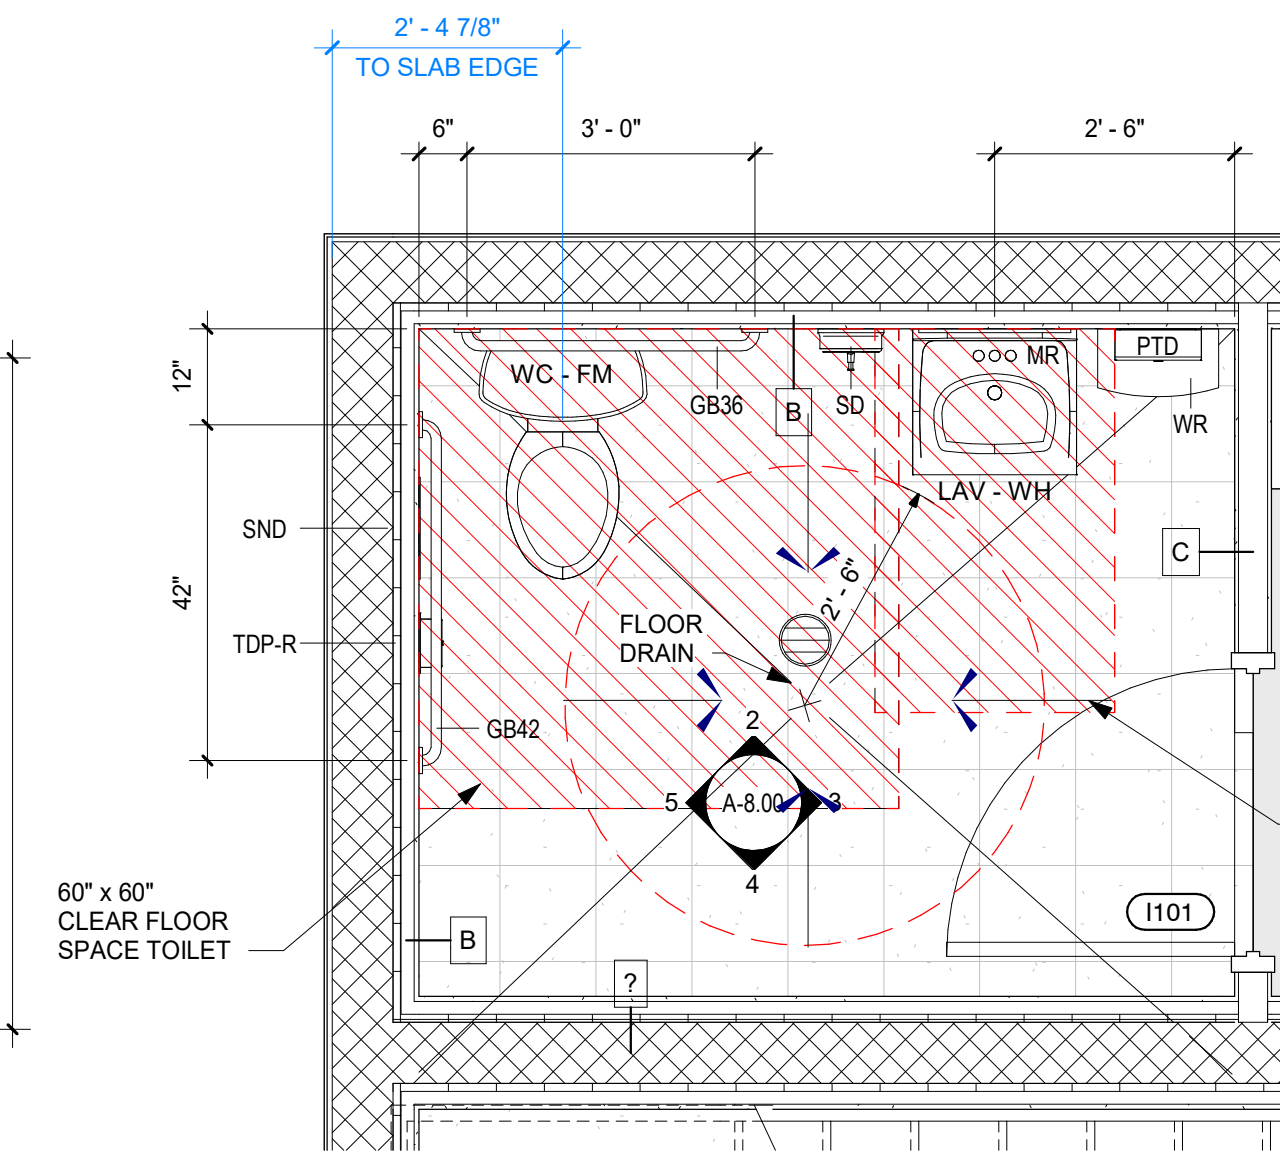 2' - 4 7/8"
TO SLAB EDGE
6"
3' - 0"
2' - 6"
12"
WC - FM
GB36
B
SD
MR
PTD
WR
LAV - WH
SND
C
42"
2' - 6"
FLOOR
DRAIN
TDP-R
GB42
2
5
A-8.00
3
4
60" x 60"
CLEAR FLOOR
SPACE TOILET
B
?
I101